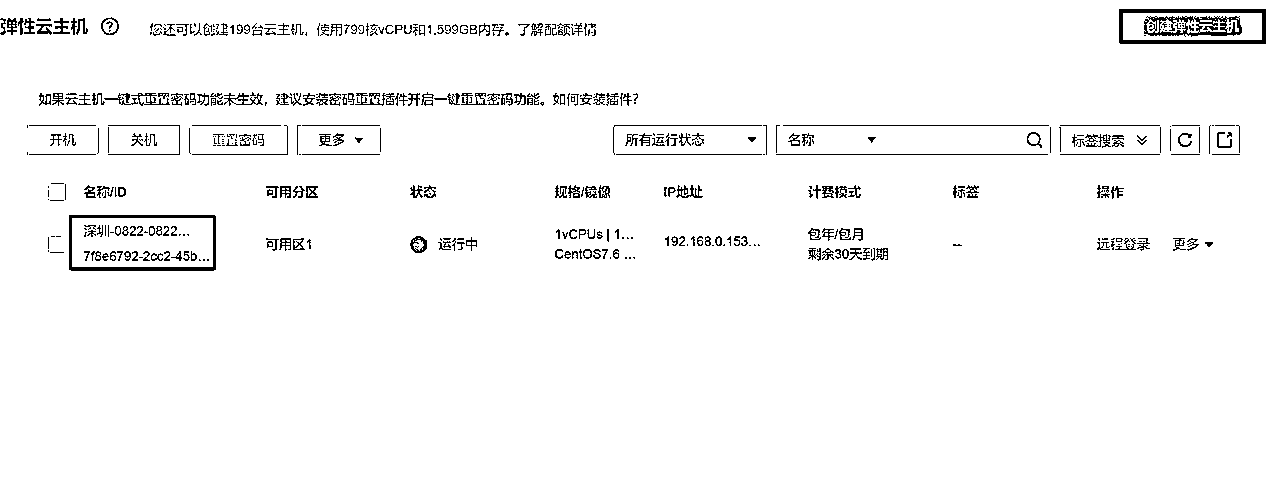 弹性云主机 ? 您还可以创建199台云主机，使用799核vCPU和1,599GB内存。了解配额详情 创建弹性云主机
如果云主机一键式重置密码功能未生效，建议安装密码重置插件开启一键重置密码功能。如何安装插件?
开机 关机 重置密码 更多 所有运行状态 名称 标签搜索
名称/ID 可用分区 状态 规格/镜像 IP地址 计费模式 标签 操作
深圳-0822-0822... 可用区1 运行中 1vCPUs | 1... 192.168.0.153... 包年/包月 -- 远程登录 更多
7f8e6792-2cc2-45b... CentOS7.6 ... 剩余30天到期